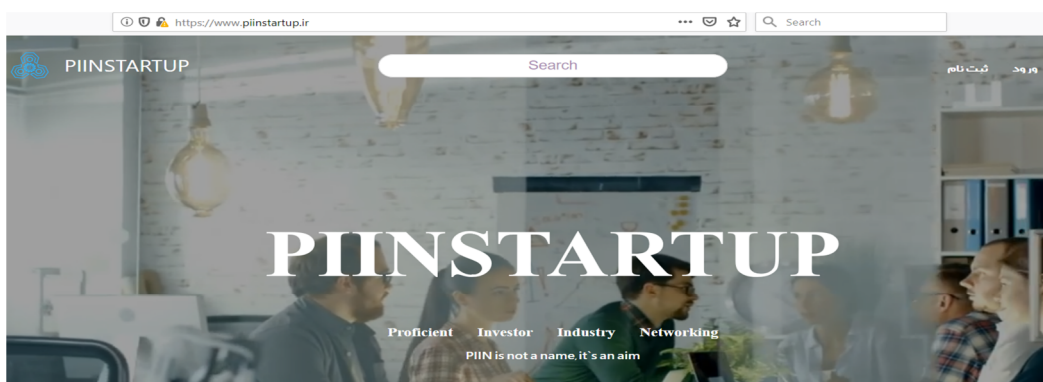 https://www.piinstartup.ir
Search
PIINSTARTUP
Search
ثبت نام
ورود
PIINSTARTUP
Proficient Investor Industry Networking
PIIN is not a name, it`s an aim